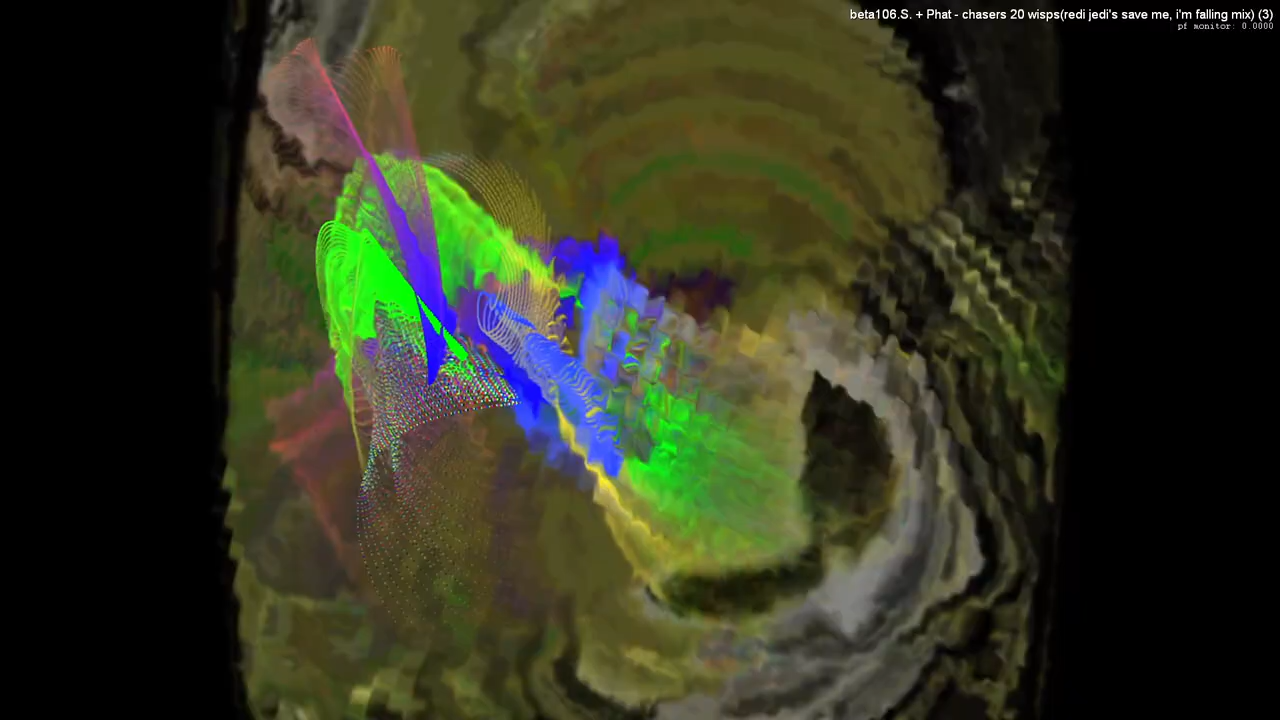 beta106.S. + Phat - chasers 20 wisps(redi jedi's save me, i'm falling mix) (3)
pf monitor: 0.0000